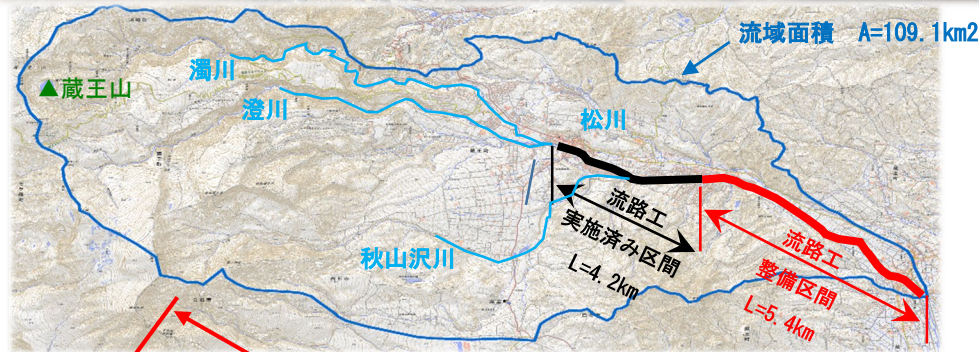 流域面積 A=109.1km2
濁川
▲蔵王山
澄川
松川
流路工
実施済み区間
L=4.2km
秋山沢川
流路工
整備区間
L=5.4km